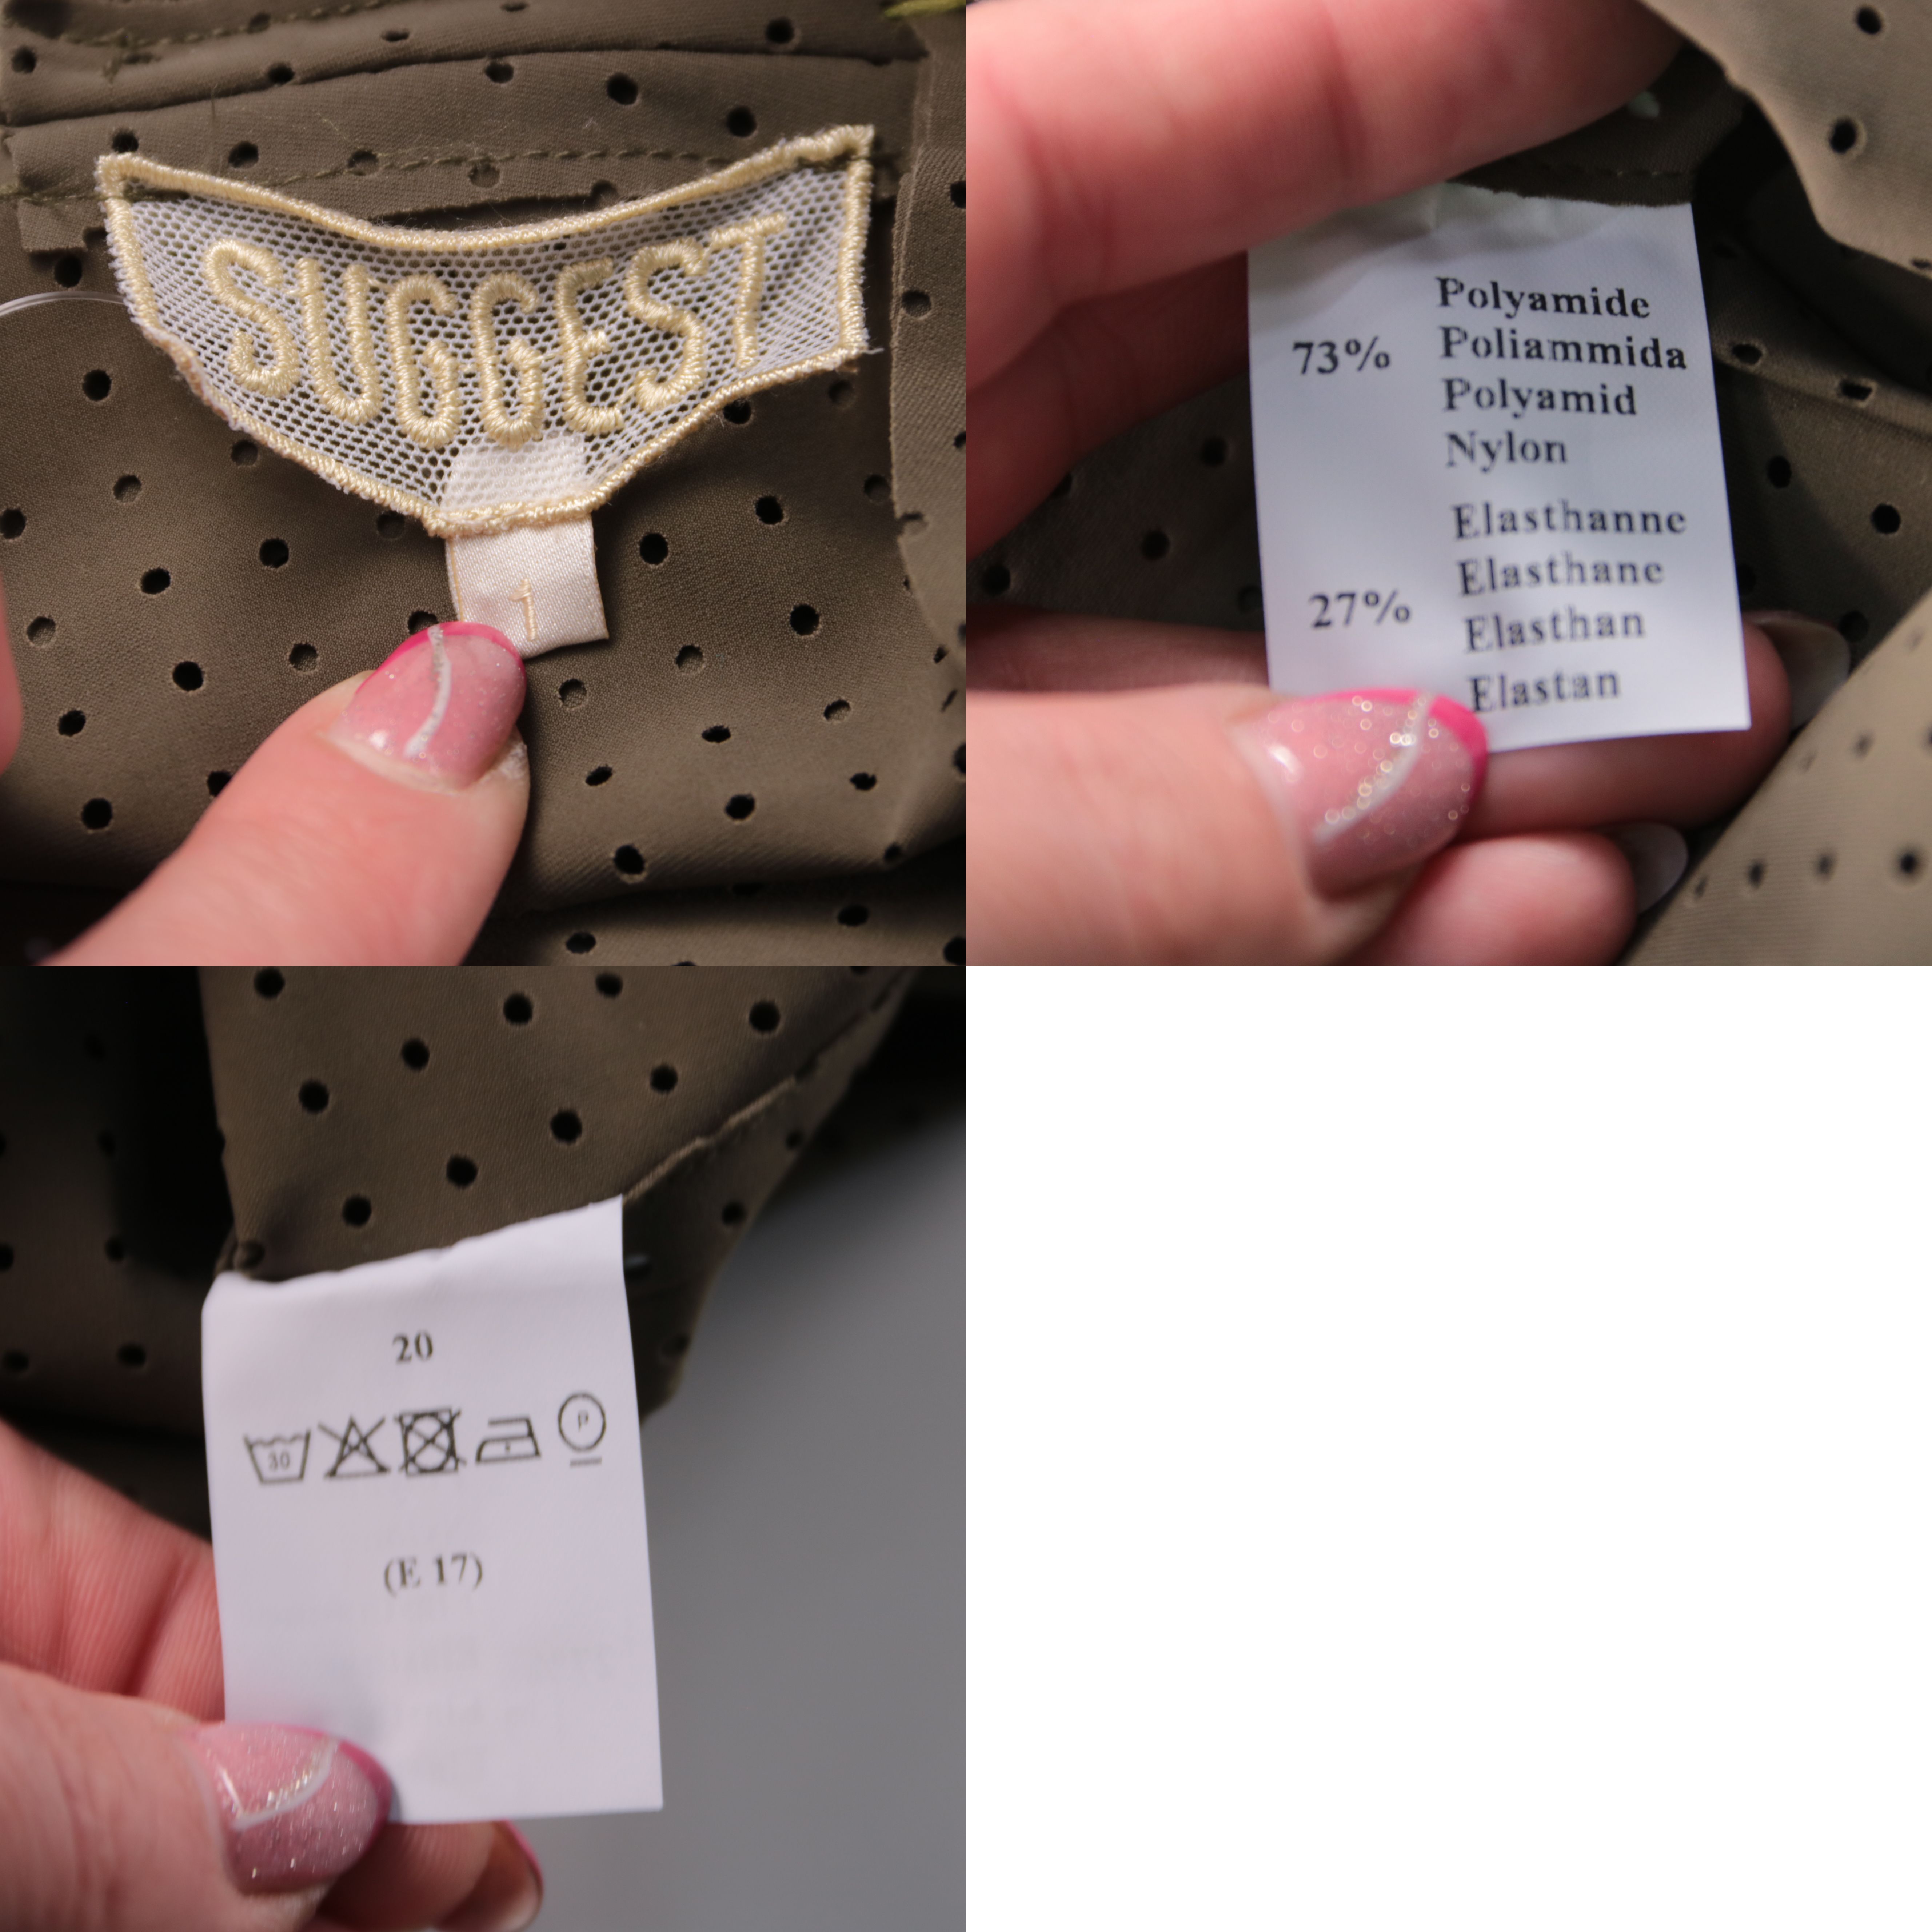 SUGGEST
1
73%
Polyamide
Poliammida
Polyamid
Nylon
27%
Elasthanne
Elasthane
Elasthan
Elastan
20
30
P
(E 17)